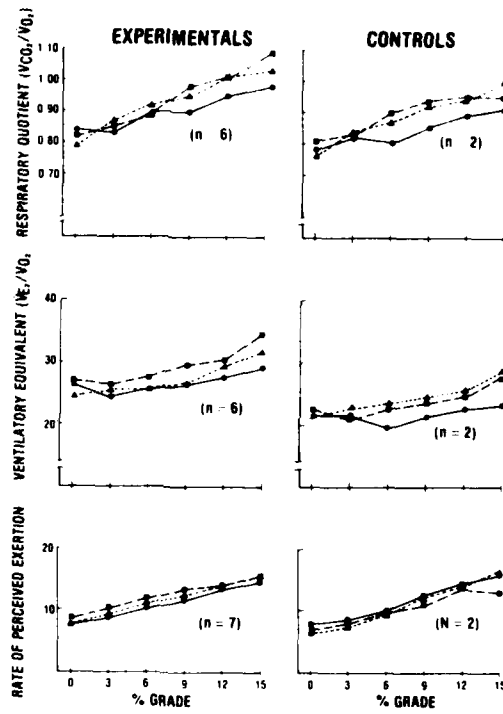 EXPERIMENTALS
CONTROLS
RESPIRATORY QUOTIENT (VCO₂/VO₂)
1 10
1 00
0 90
0 80
0 70
(n 6)
(n 2)
VENTILATORY EQUIVALENT (VE,/VO₂
40
30
20
(n = 6)
(n = 2)
RATE OF PERCEIVED EXERTION
20
10
(n = 7)
(N = 2)
0 3 6 9 12 15
% GRADE
0 3 6 9 12 15
% GRADE